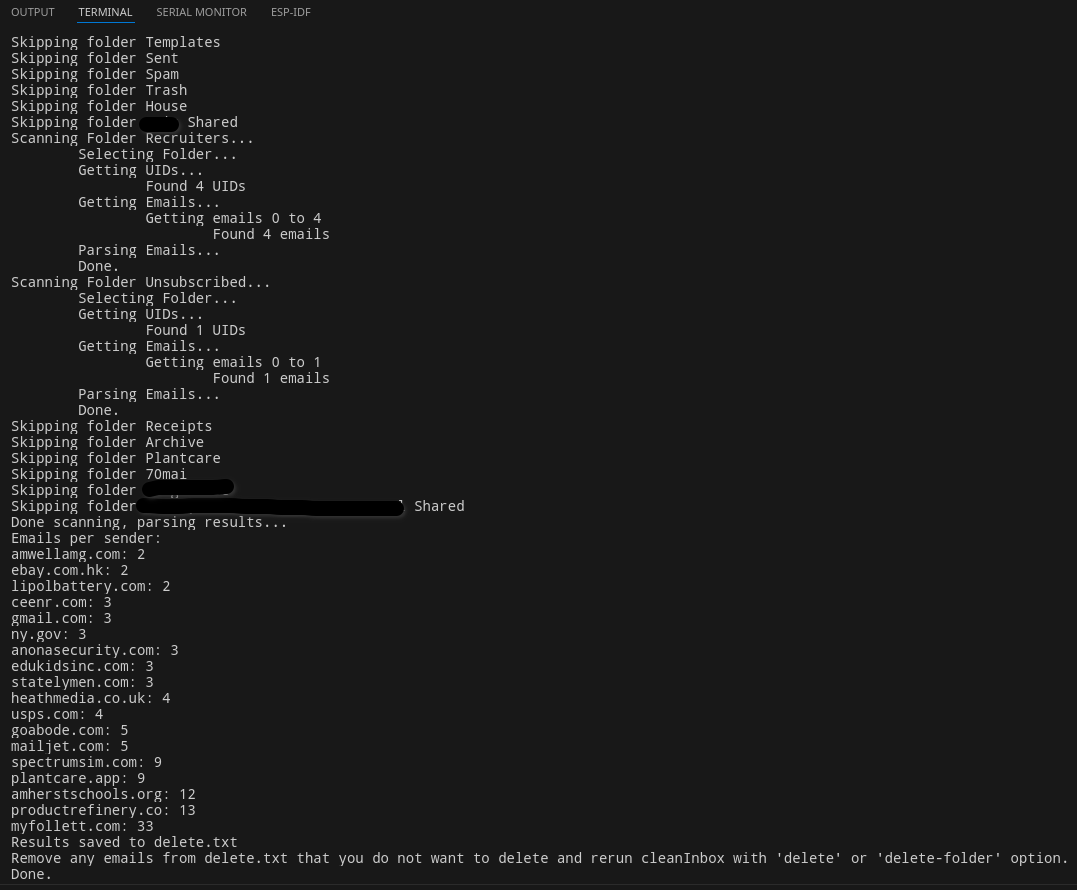 OUTPUT TERMINAL SERIAL MONITOR ESP-IDF
Skipping folder Templates
Skipping folder Sent
Skipping folder Spam
Skipping folder Trash
Skipping folder House
Skipping folder Shared
Scanning Folder Recruiters...
Selecting Folder...
Getting UIDs...
Found 4 UIDs
Getting Emails...
Getting emails 0 to 4
Found 4 emails
Parsing Emails...
Done.
Scanning Folder Unsubscribed...
Selecting Folder...
Getting UIDs...
Found 1 UIDs
Getting Emails...
Getting emails 0 to 1
Found 1 emails
Parsing Emails...
Done.
Skipping folder Receipts
Skipping folder Archive
Skipping folder Plantcare
Skipping folder 70mai
Skipping folder
Skipping folder Shared
Done scanning, parsing results...
Emails per sender:
amwellamg.com: 2
ebay.com.hk: 2
lipolbattery.com: 2
ceenr.com: 3
gmail.com: 3
ny.gov: 3
anonasecurity.com: 3
edukidsinc.com: 3
statelymen.com: 3
heathmedia.co.uk: 4
usps.com: 4
goabode.com: 5
mailjet.com: 5
spectrumsim.com: 9
plantcare.app: 9
amherstschools.org: 12
productrefinery.co: 13
myfollett.com: 33
Results saved to delete.txt
Remove any emails from delete.txt that you do not want to delete and rerun cleanInbox with 'delete' or 'delete-folder' option.
Done.